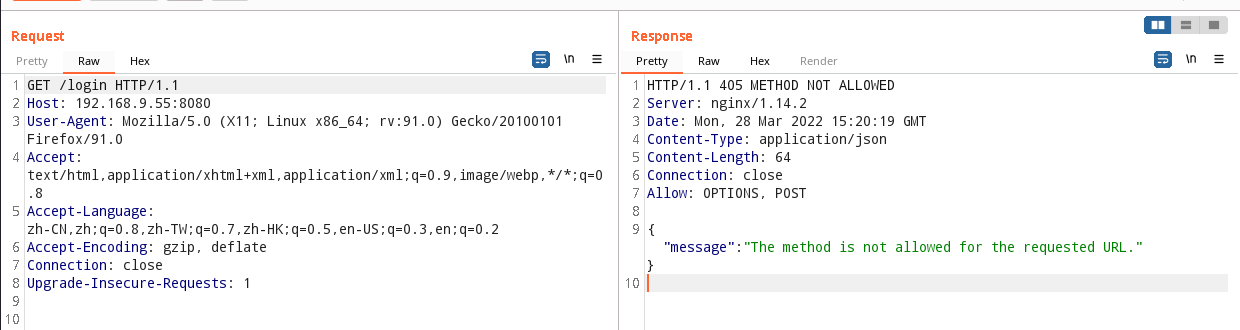 Request
Pretty Raw Hex
\n
1 GET /login HTTP/1.1
2 Host: 192.168.9.55:8080
3 User-Agent: Mozilla/5.0 (X11; Linux x86_64; rv:91.0) Gecko/20100101
Firefox/91.0
4 Accept:
text/html,application/xhtml+xml,application/xml;q=0.9,image/webp,*/*;q=0
.8
5 Accept-Language:
zh-CN,zh;q=0.8,zh-TW;q=0.7,zh-HK;q=0.5,en-US;q=0.3,en;q=0.2
6 Accept-Encoding: gzip, deflate
7 Connection: close
8 Upgrade-Insecure-Requests: 1
9
10
Response
Pretty Raw Hex Render
\n
1 HTTP/1.1 405 METHOD NOT ALLOWED
2 Server: nginx/1.14.2
3 Date: Mon, 28 Mar 2022 15:20:19 GMT
4 Content-Type: application/json
5 Content-Length: 64
6 Connection: close
7 Allow: OPTIONS, POST
8
9 {
"message":"The method is not allowed for the requested URL."
}
10